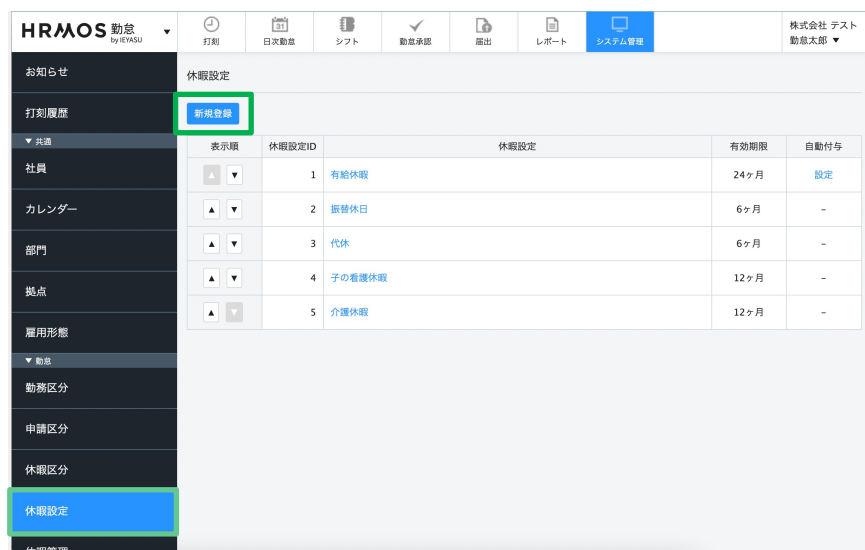 HRMOS 勤怠 ▼
by IEYASU
打刻
31
日次勤怠
シフト
勤怠承認
届出
レポート
システム管理
株式会社 テスト
勤怠太郎 ▼
お知らせ
打刻履歴
▼ 共通
社員
カレンダー
部門
拠点
雇用形態
▼ 勤怠
勤務区分
申請区分
休暇区分
休暇設定
休暇管理
休暇設定
新規登録
表示順 休暇設定ID 休暇設定 有効期限 自動付与
▲ ▼ 1 有給休暇 24ヶ月 設定
▲ ▼ 2 振替休日 6ヶ月 –
▲ ▼ 3 代休 6ヶ月 –
▲ ▼ 4 子の看護休暇 12ヶ月 –
▲ ▼ 5 介護休暇 12ヶ月 –